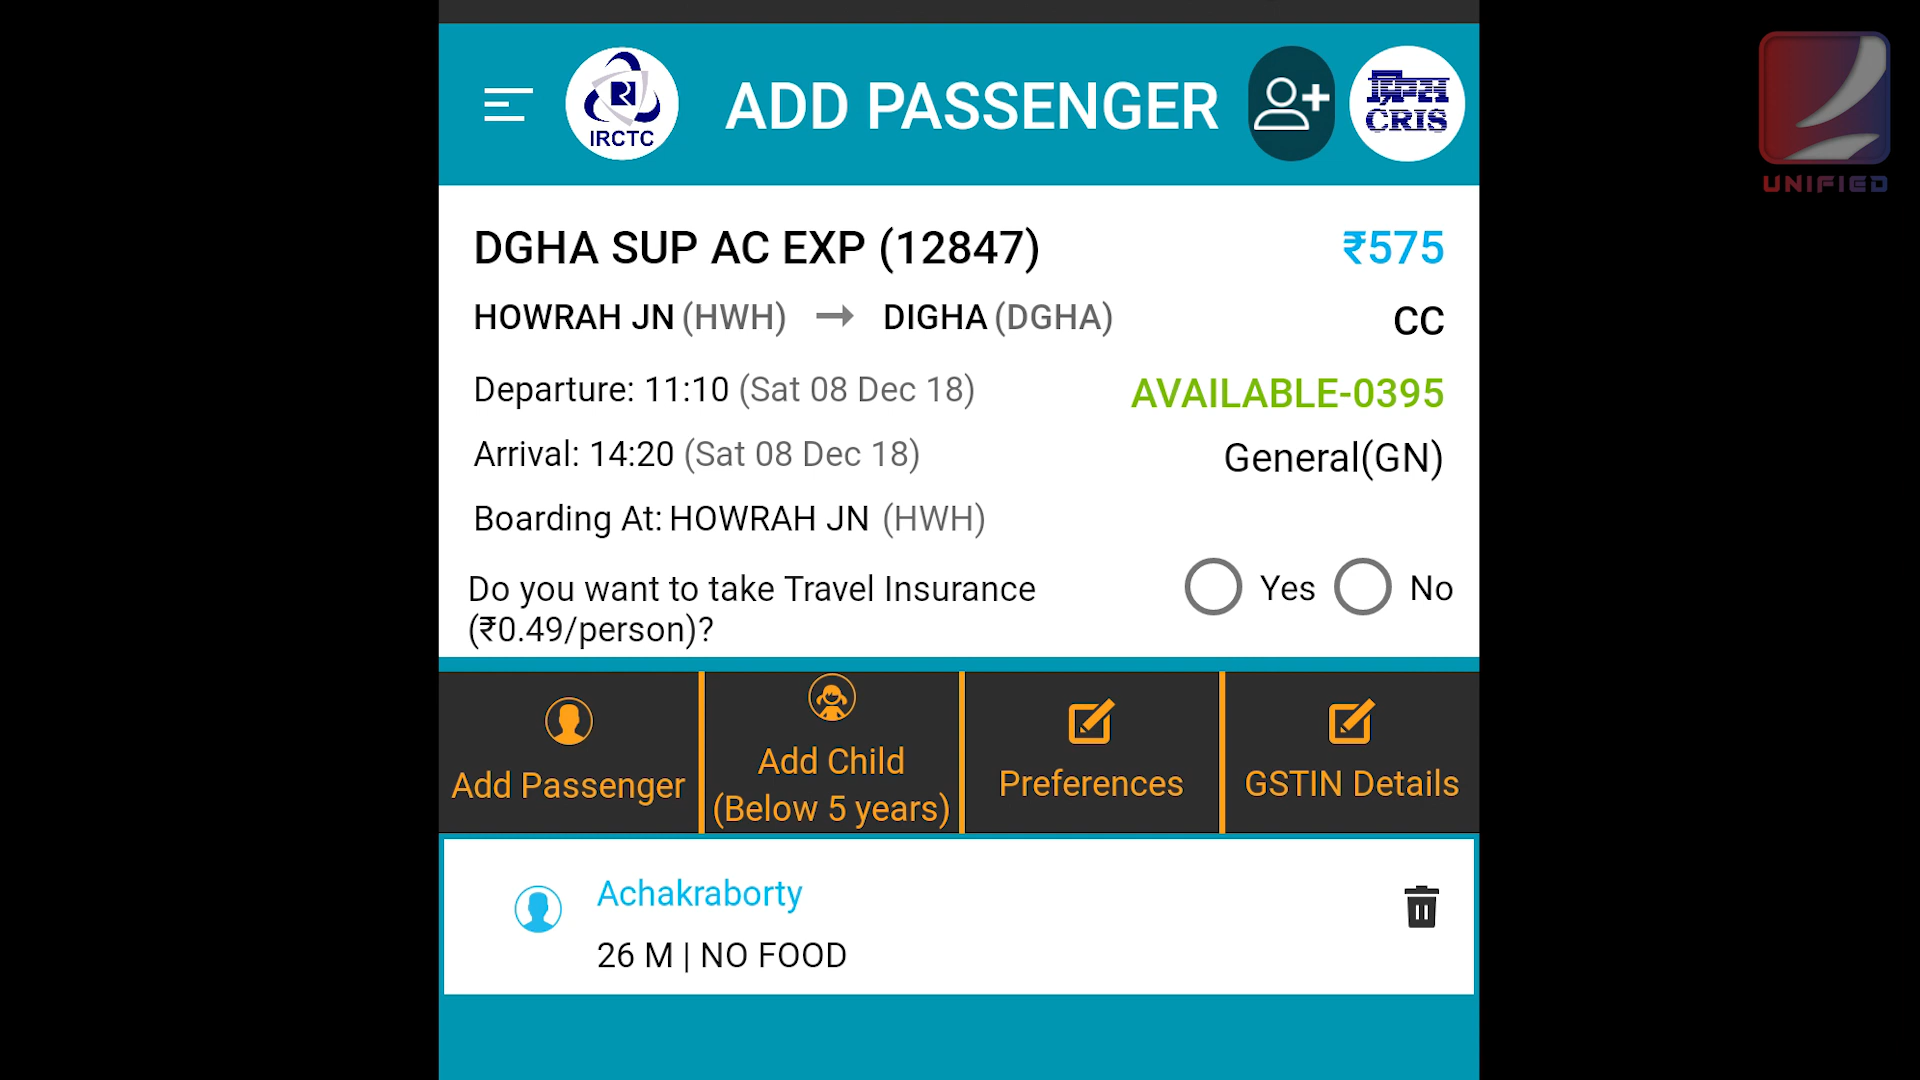 IRCTC
ADD PASSENGER
क्रिस
CRIS
UNIFIED
DGHA SUP AC EXP (12847)
₹575
HOWRAH JN (HWH) → DIGHA (DGHA)
CC
Departure: 11:10 (Sat 08 Dec 18)
AVAILABLE-0395
Arrival: 14:20 (Sat 08 Dec 18)
General(GN)
Boarding At: HOWRAH JN (HWH)
Do you want to take Travel Insurance
(₹0.49/person)?
Yes
No
Add Passenger
Add Child
(Below 5 years)
Preferences
GSTIN Details
Achakraborty
26 M | NO FOOD